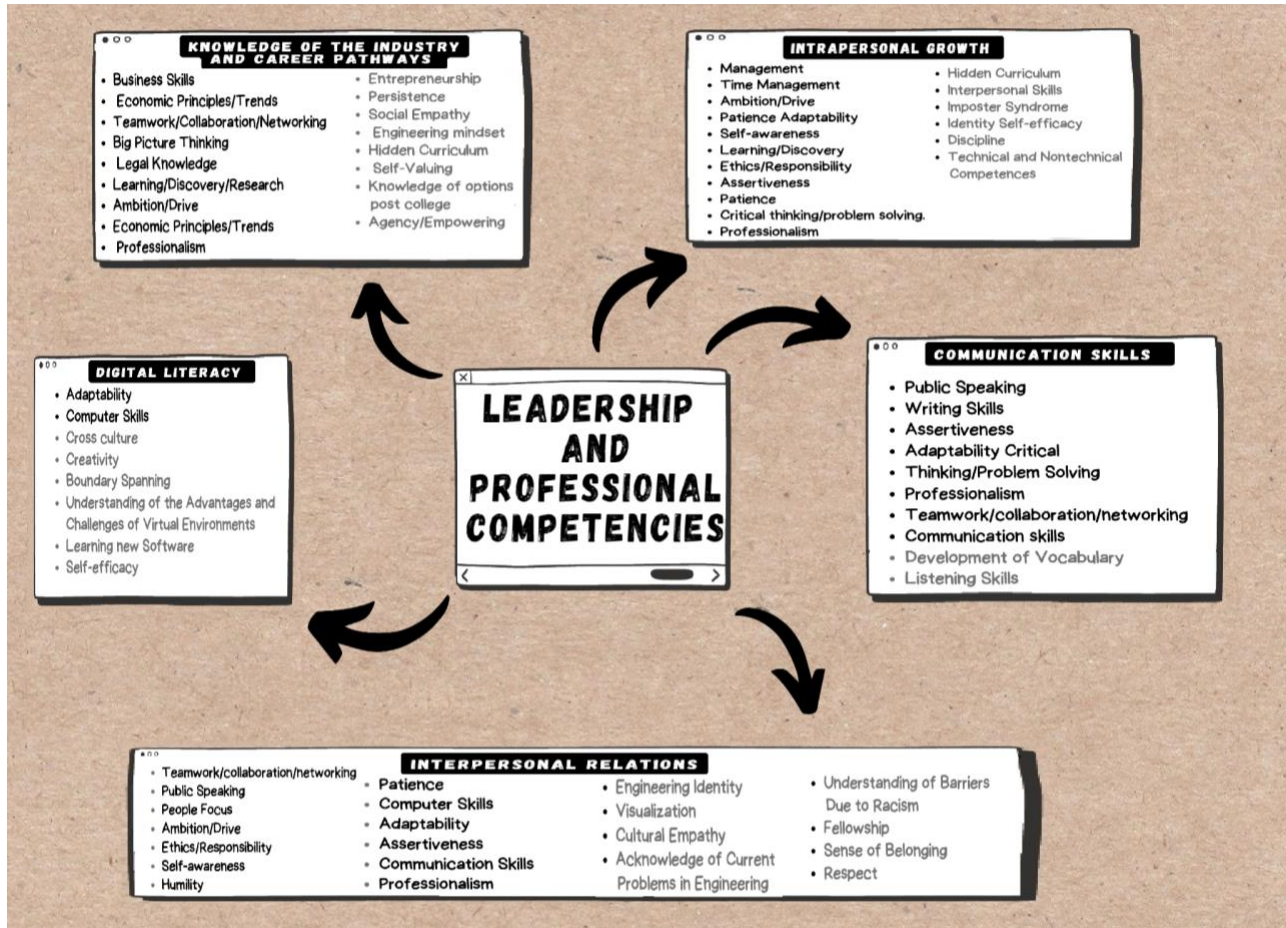 KNOWLEDGE OF THE INDUSTRY
AND CAREER PATHWAYS
• Business Skills
• Economic Principles/Trends
• Teamwork/Collaboration/Networking
• Big Picture Thinking
• Legal Knowledge
• Learning/Discovery/Research
• Ambition/Drive
• Economic Principles/Trends
• Professionalism
• Entrepreneurship
• Persistence
• Social Empathy
• Engineering mindset
• Hidden Curriculum
• Self-Valuing
• Knowledge of options
post college
• Agency/Empowering
INTRAPERSONAL GROWTH
• Management
• Time Management
• Ambition/Drive
• Patience Adaptability
• Self-awareness
• Learning/Discovery
• Ethics/Responsibility
• Assertiveness
• Patience
• Critical thinking/problem solving.
• Professionalism
• Hidden Curriculum
• Interpersonal Skills
• Imposter Syndrome
• Identity Self-efficacy
• Discipline
• Technical and Nontechnical
Competences
DIGITAL LITERACY
• Adaptability
• Computer Skills
• Cross culture
• Creativity
• Boundary Spanning
• Understanding of the Advantages and
Challenges of Virtual Environments
• Learning new Software
• Self-efficacy
LEADERSHIP
AND
PROFESSIONAL
COMPETENCIES
COMMUNICATION SKILLS
• Public Speaking
• Writing Skills
• Assertiveness
• Adaptability Critical
• Thinking/Problem Solving
• Professionalism
• Teamwork/collaboration/networking
• Communication skills
• Development of Vocabulary
• Listening Skills
INTERPERSONAL RELATIONS
• Teamwork/collaboration/networking
• Public Speaking
• People Focus
• Ambition/Drive
• Ethics/Responsibility
• Self-awareness
• Humility
• Patience
• Computer Skills
• Adaptability
• Assertiveness
• Communication Skills
• Professionalism
• Engineering Identity
• Visualization
• Cultural Empathy
• Acknowledge of Current
Problems in Engineering
• Understanding of Barriers
Due to Racism
• Fellowship
• Sense of Belonging
• Respect